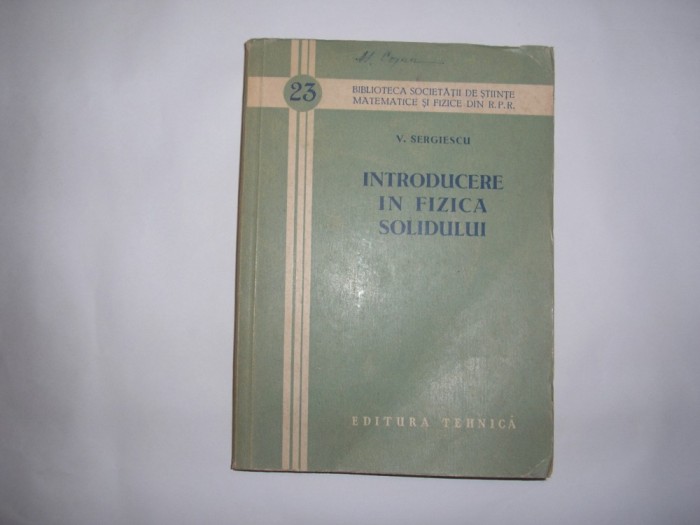 23
BIBLIOTECA SOCIETĂȚII DE ȘTIINȚE
MATEMATICE ȘI FIZICE DIN R.P.R.
V. SERGIESCU
INTRODUCERE
IN FIZICA
SOLIDULUI
EDITURA TEHNICĂ